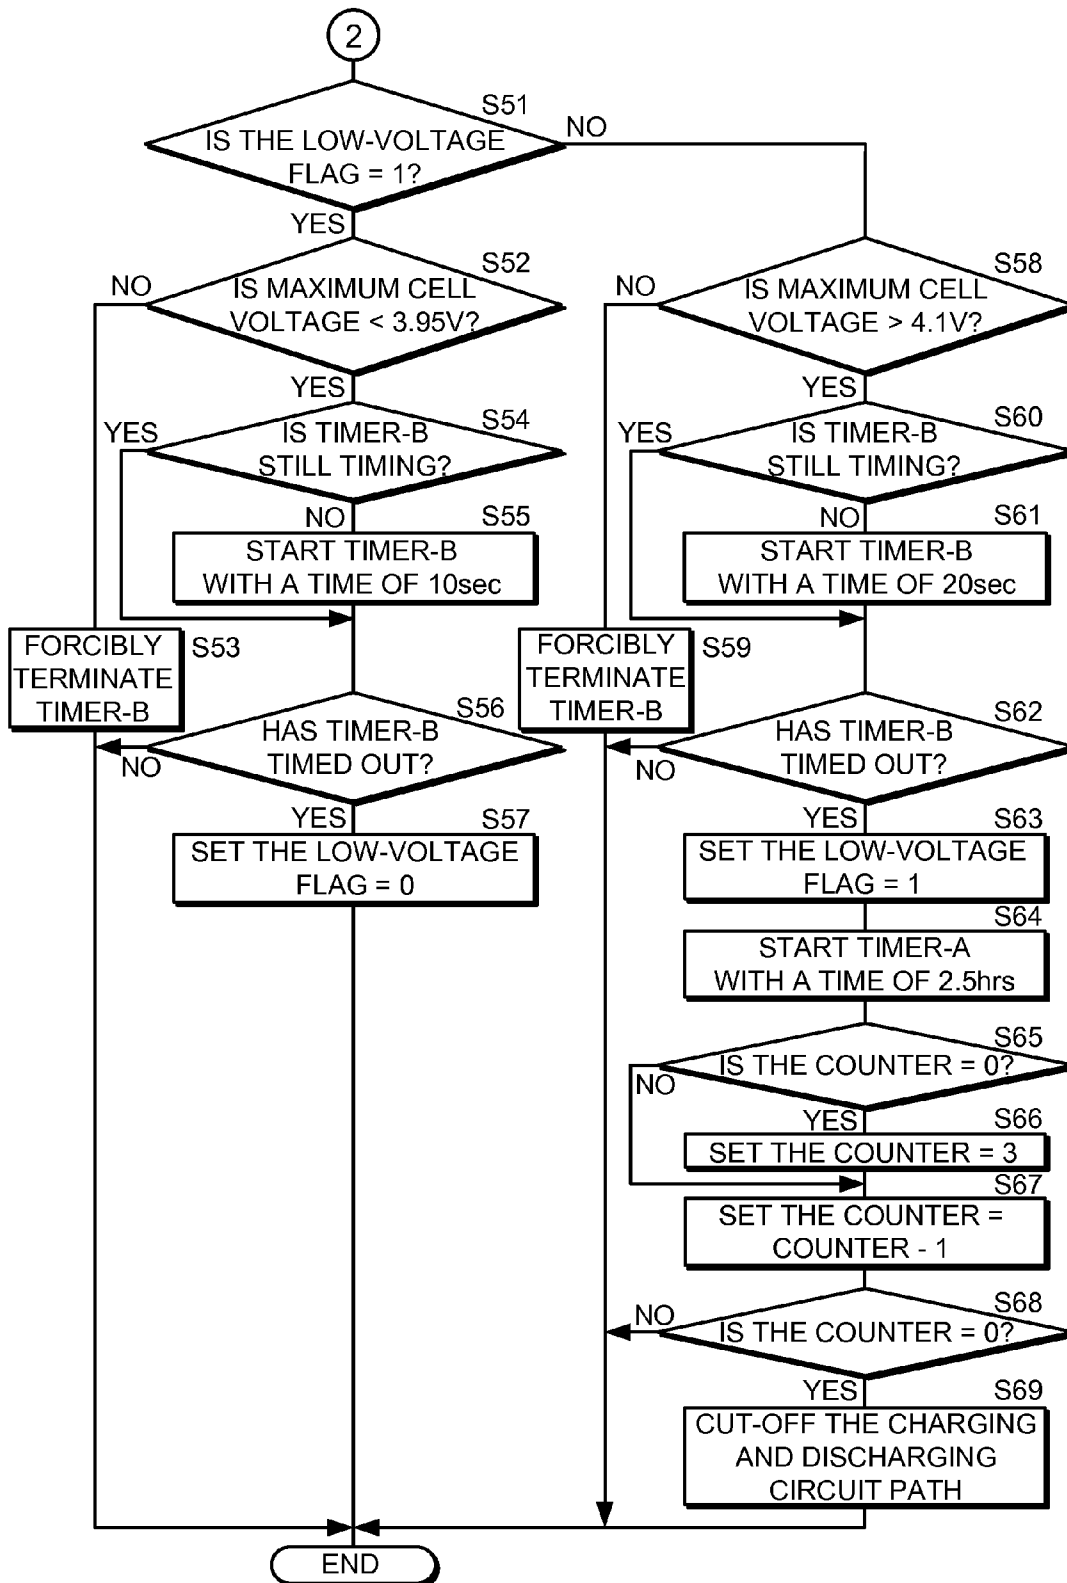 2
S51
IS THE LOW-VOLTAGE
FLAG = 1?
NO
YES
S52
NO
IS MAXIMUM CELL
VOLTAGE < 3.95V?
YES
S54
YES
IS TIMER-B
STILL TIMING?
NO
S55
START TIMER-B
WITH A TIME OF 10sec
FORCIBLY
TERMINATE
TIMER-B
S53
S56
HAS TIMER-B
TIMED OUT?
NO
YES
S57
SET THE LOW-VOLTAGE
FLAG = 0
S58
NO
IS MAXIMUM CELL
VOLTAGE > 4.1V?
YES
S60
YES
IS TIMER-B
STILL TIMING?
NO
S61
START TIMER-B
WITH A TIME OF 20sec
FORCIBLY
TERMINATE
TIMER-B
S59
S62
HAS TIMER-B
TIMED OUT?
NO
YES
S63
SET THE LOW-VOLTAGE
FLAG = 1
S64
START TIMER-A
WITH A TIME OF 2.5hrs
S65
IS THE COUNTER = 0?
NO
YES
S66
SET THE COUNTER = 3
S67
SET THE COUNTER =
COUNTER - 1
S68
NO
IS THE COUNTER = 0?
YES
S69
CUT-OFF THE CHARGING
AND DISCHARGING
CIRCUIT PATH
END